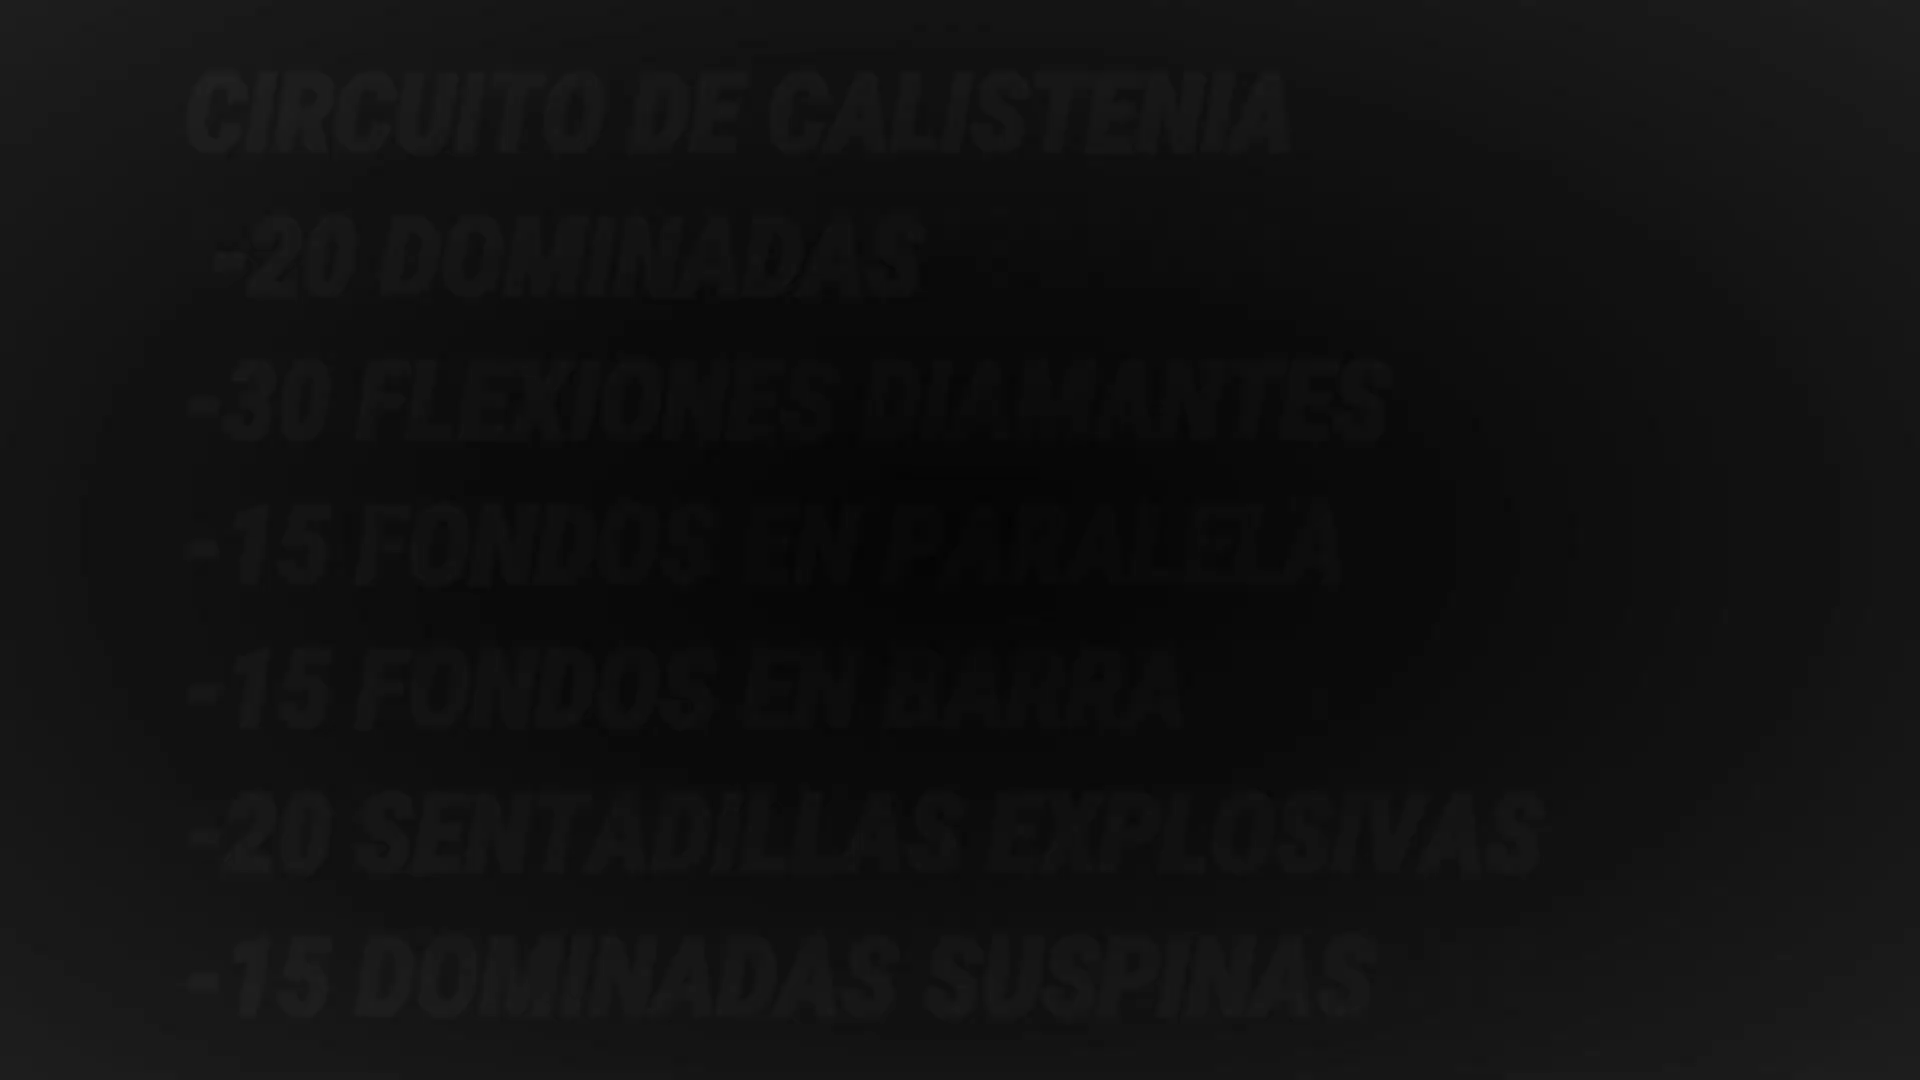 CIRCUITO DE CALISTENIA
-20 DOMINADAS
-30 FLEXIONES DIAMANTES
-15 FONDOS EN PARALELA
-15 FONDOS EN BARRA
-20 SENTADILLAS EXPLOSIVAS
-15 DOMINADAS SUSPINAS